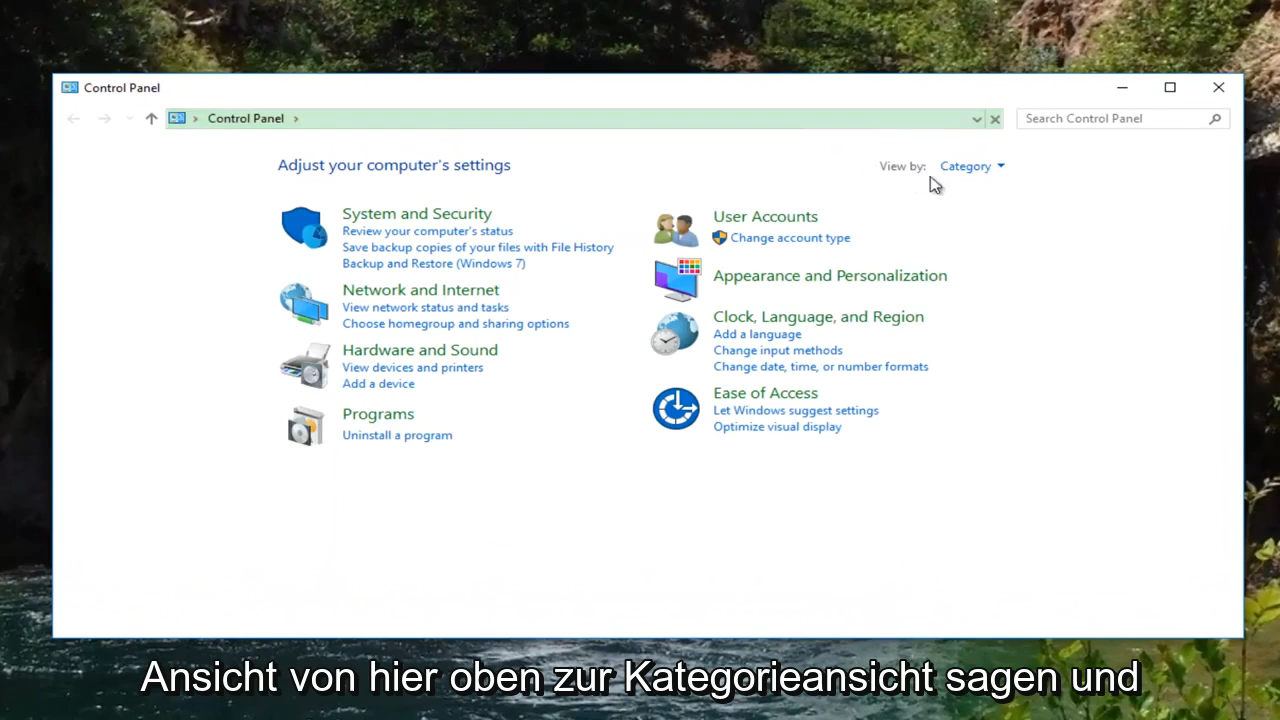 Control Panel
Control Panel
Search Control Panel
Adjust your computer's settings
View by: Category
System and Security
Review your computer's status
Save backup copies of your files with File History
Backup and Restore (Windows 7)
Network and Internet
View network status and tasks
Choose homegroup and sharing options
Hardware and Sound
View devices and printers
Add a device
Programs
Uninstall a program
User Accounts
Change account type
Appearance and Personalization
Clock, Language, and Region
Add a language
Change input methods
Change date, time, or number formats
Ease of Access
Let Windows suggest settings
Optimize visual display
Ansicht von hier oben zur Kategorieansicht sagen und